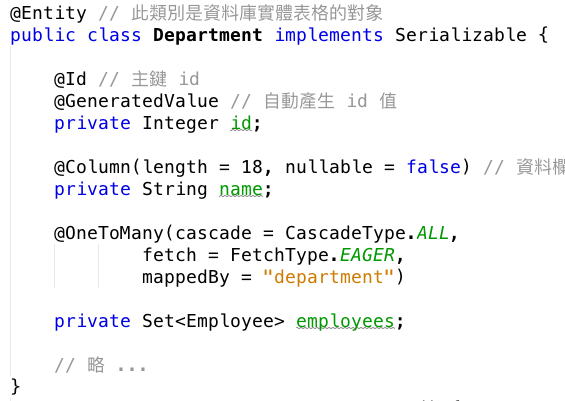 @Entity // 此類別是資料庫實體表格的對象
public class Department implements Serializable {
@Id // 主鍵 id
@GeneratedValue // 自動產生 id 值
private Integer id;
@Column(length = 18, nullable = false) // 資料欄
private String name;
@OneToMany(cascade = CascadeType.ALL,
fetch = FetchType.EAGER,
mappedBy = "department")
private Set<Employee> employees;
// 略 ...
}